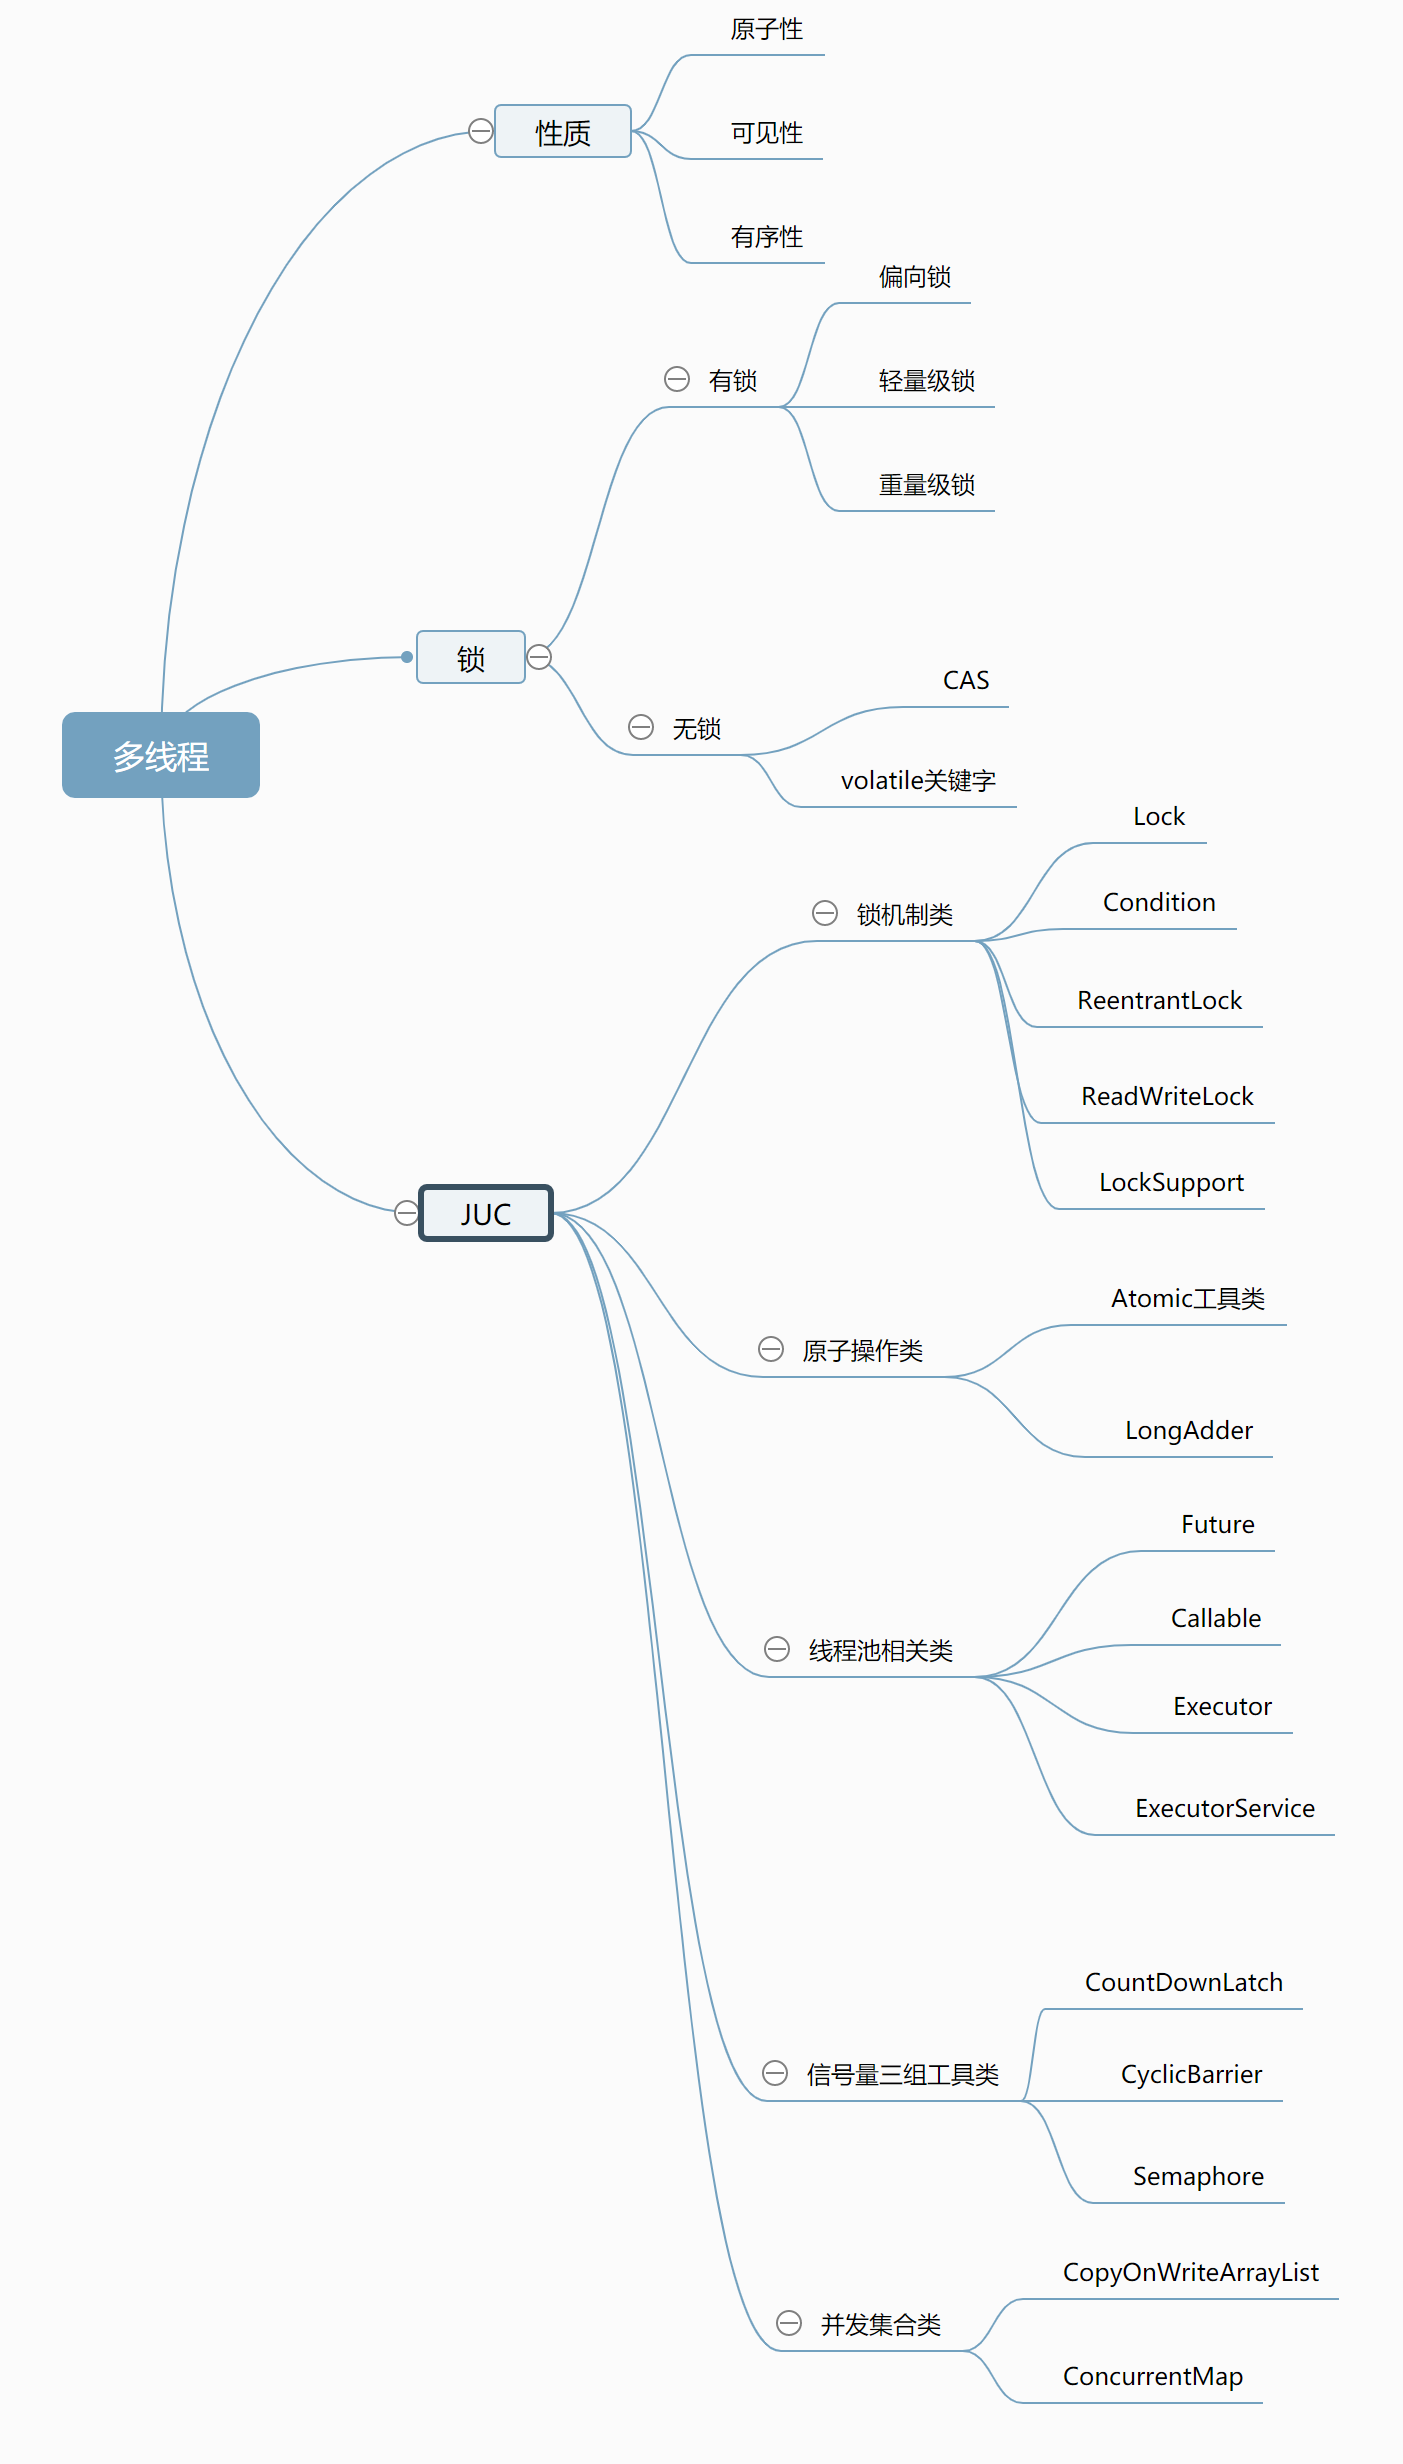 多线程
性质
原子性
可见性
有序性
锁
有锁
偏向锁
轻量级锁
重量级锁
无锁
CAS
volatile关键字
JUC
锁机制类
Lock
Condition
ReentrantLock
ReadWriteLock
LockSupport
原子操作类
Atomic工具类
LongAdder
线程池相关类
Future
Callable
Executor
ExecutorService
信号量三组工具类
CountDownLatch
CyclicBarrier
Semaphore
并发集合类
CopyOnWriteArrayList
ConcurrentMap